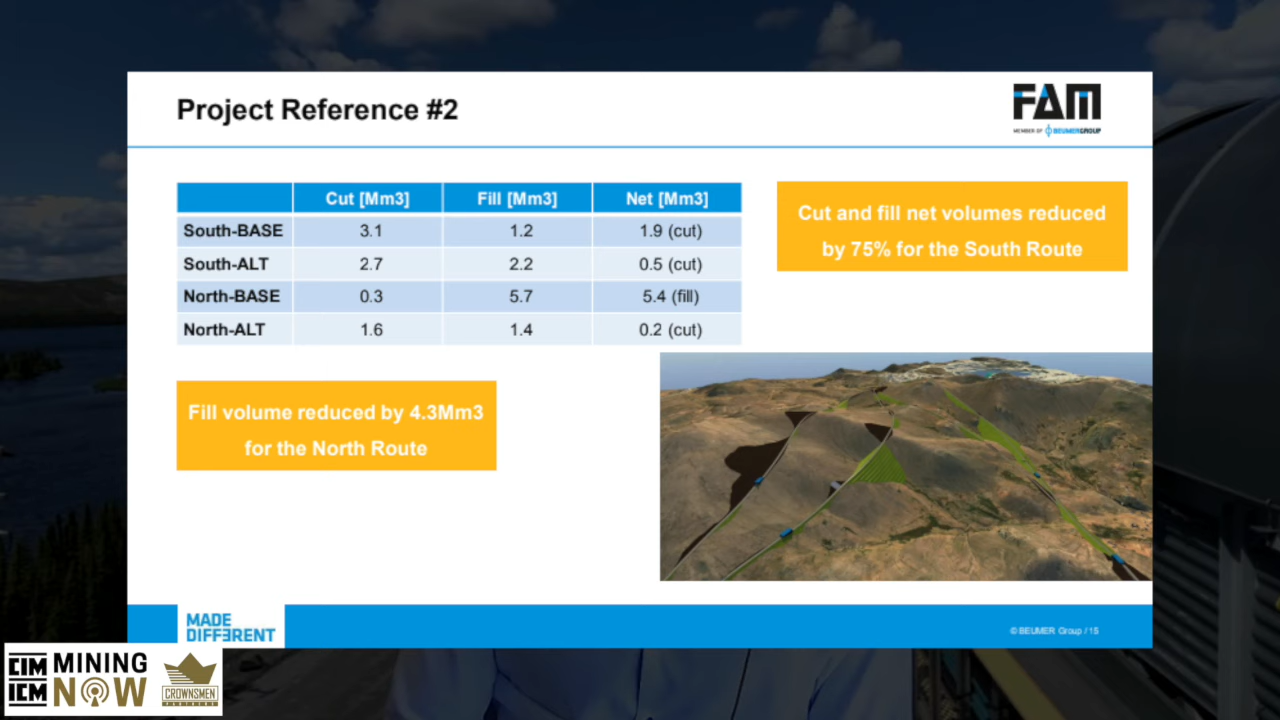 Project Reference #2
FAM
MEMBER OF BEUMERGROUP
Cut [Mm3] Fill [Mm3] Net [Mm3]
South-BASE 3.1 1.2 1.9 (cut)
South-ALT 2.7 2.2 0.5 (cut)
North-BASE 0.3 5.7 5.4 (fill)
North-ALT 1.6 1.4 0.2 (cut)
Cut and fill net volumes reduced
by 75% for the South Route
Fill volume reduced by 4.3Mm3
for the North Route
MADE
DIFFERENT
© BEUMER Group / 15
CIM
ICM
MINING
NOW
CROWNSMEN
PARTNERS